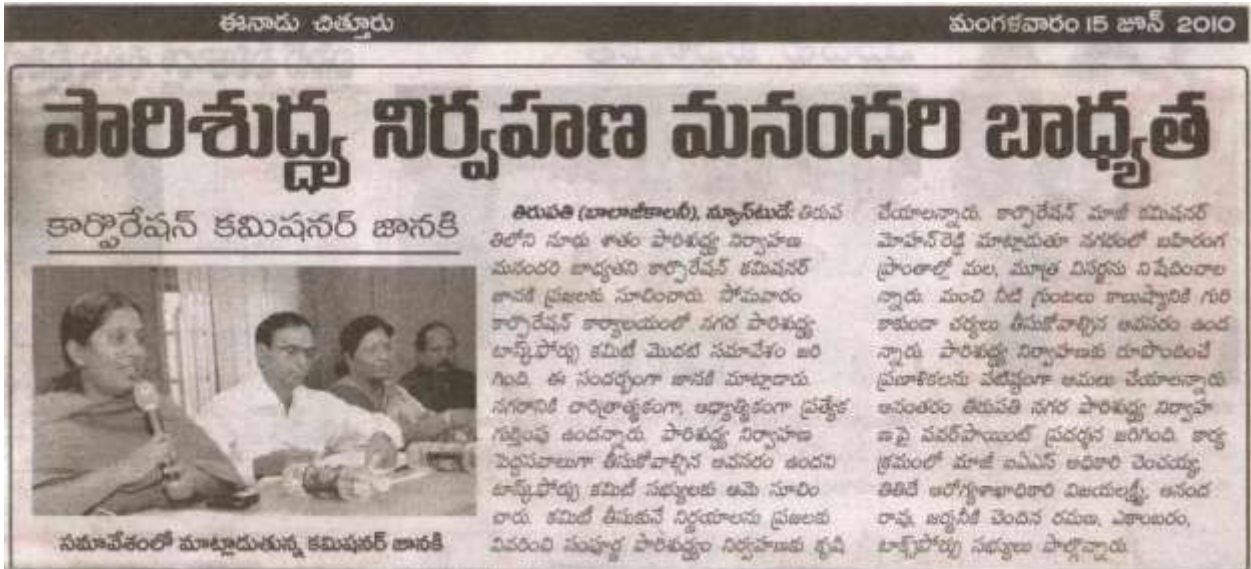 ఈనాడు చిత్తూరు
మంగళవారం 15 జూన్ 2010
పారిశుద్ధ్య నిర్వహణ మనందరి బాధ్యత
కార్పొరేషన్ కమిషనర్ జానకి
సమావేశంలో మాట్లాడుతున్న కమిషనర్ జానకి
తిరుపతి (బాలాజీకాలనీ), న్యూస్‌టుడే: తిరుప
తిలోని నూరు శాతం పారిశుద్ధ్య నిర్వాహణ
మనందరి బాధ్యతని కార్పొరేషన్ కమిషనర్
జానకి ప్రజలకు సూచించారు. సోమవారం
కార్పొరేషన్ కార్యాలయంలో నగర పారిశుద్ధ్య
టాస్క్‌ఫోర్సు కమిటీ మొదటి సమావేశం జరి
గింది. ఈ సందర్భంగా జానకి మాట్లాడారు.
నగరానికి చారిత్రాత్మకంగా, ఆధ్యాత్మికంగా ప్రత్యేక
గుర్తింపు ఉందన్నారు. పారిశుద్ధ్య నిర్వాహణ
పెద్దసవాలుగా తీసుకోవాల్సిన అవసరం ఉందని
టాస్క్‌ఫోర్సు కమిటీ సభ్యులకు ఆమె సూచిం
చారు. కమిటీ తీసుకునే నిర్ణయాలను ప్రజలకు
వివరించి సంపూర్ణ పారిశుద్ధ్యం నిర్వహణకు కృషి
చేయాలన్నారు. కార్పొరేషన్ మాజీ కమిషనర్
మోహన్‌రెడ్డి మాట్లాడుతూ నగరంలో బహిరంగ
ప్రాంతాల్లో మల, మూత్ర విసర్జను నిషేదించాల
న్నారు. మంచి నీటి గుంటలు కాలుష్యానికి గురి
కాకుండా చర్యలు తీసుకోవాల్సిన అవసరం ఉంద
న్నారు. పారిశుద్ధ్య నిర్వాహణకు రూపొందించే
ప్రణాళికలను పటిష్టంగా అమలు చేయాలన్నారు.
అనంతరం తిరుపతి నగర పారిశుద్ధ్య నిర్వాహ
ణపై పవర్‌పాయింట్ ప్రదర్శన జరిగింది. కార్య
క్రమంలో మాజీ ఐఏఎస్ అధికారి చెంచయ్య,
తితిదే ఆరోగ్యశాఖాధికారి విజయలక్ష్మీ, ఆనంద
రావు, జర్మనీకి చెందిన రమణ, ఏకాంబరం,
టాస్క్‌ఫోర్సు సభ్యులు పాల్గొన్నారు.